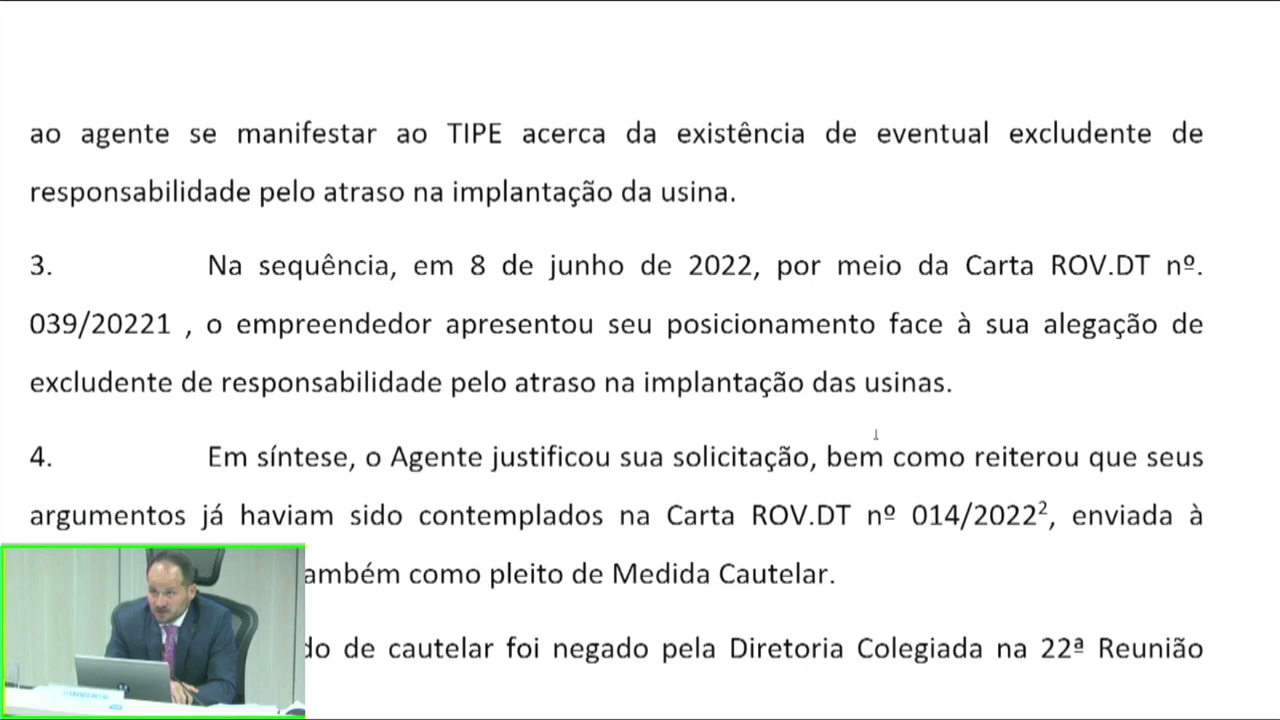 ao agente se manifestar ao TIPE acerca da existência de eventual excludente de
responsabilidade pelo atraso na implantação da usina.
3. Na sequência, em 8 de junho de 2022, por meio da Carta ROV.DT nº.
039/20221 , o empreendedor apresentou seu posicionamento face à sua alegação de
excludente de responsabilidade pelo atraso na implantação das usinas.
4. Em síntese, o Agente justificou sua solicitação, bem como reiterou que seus
argumentos já haviam sido contemplados na Carta ROV.DT nº 014/2022², enviada à
ambém como pleito de Medida Cautelar.
do de cautelar foi negado pela Diretoria Colegiada na 22ª Reunião